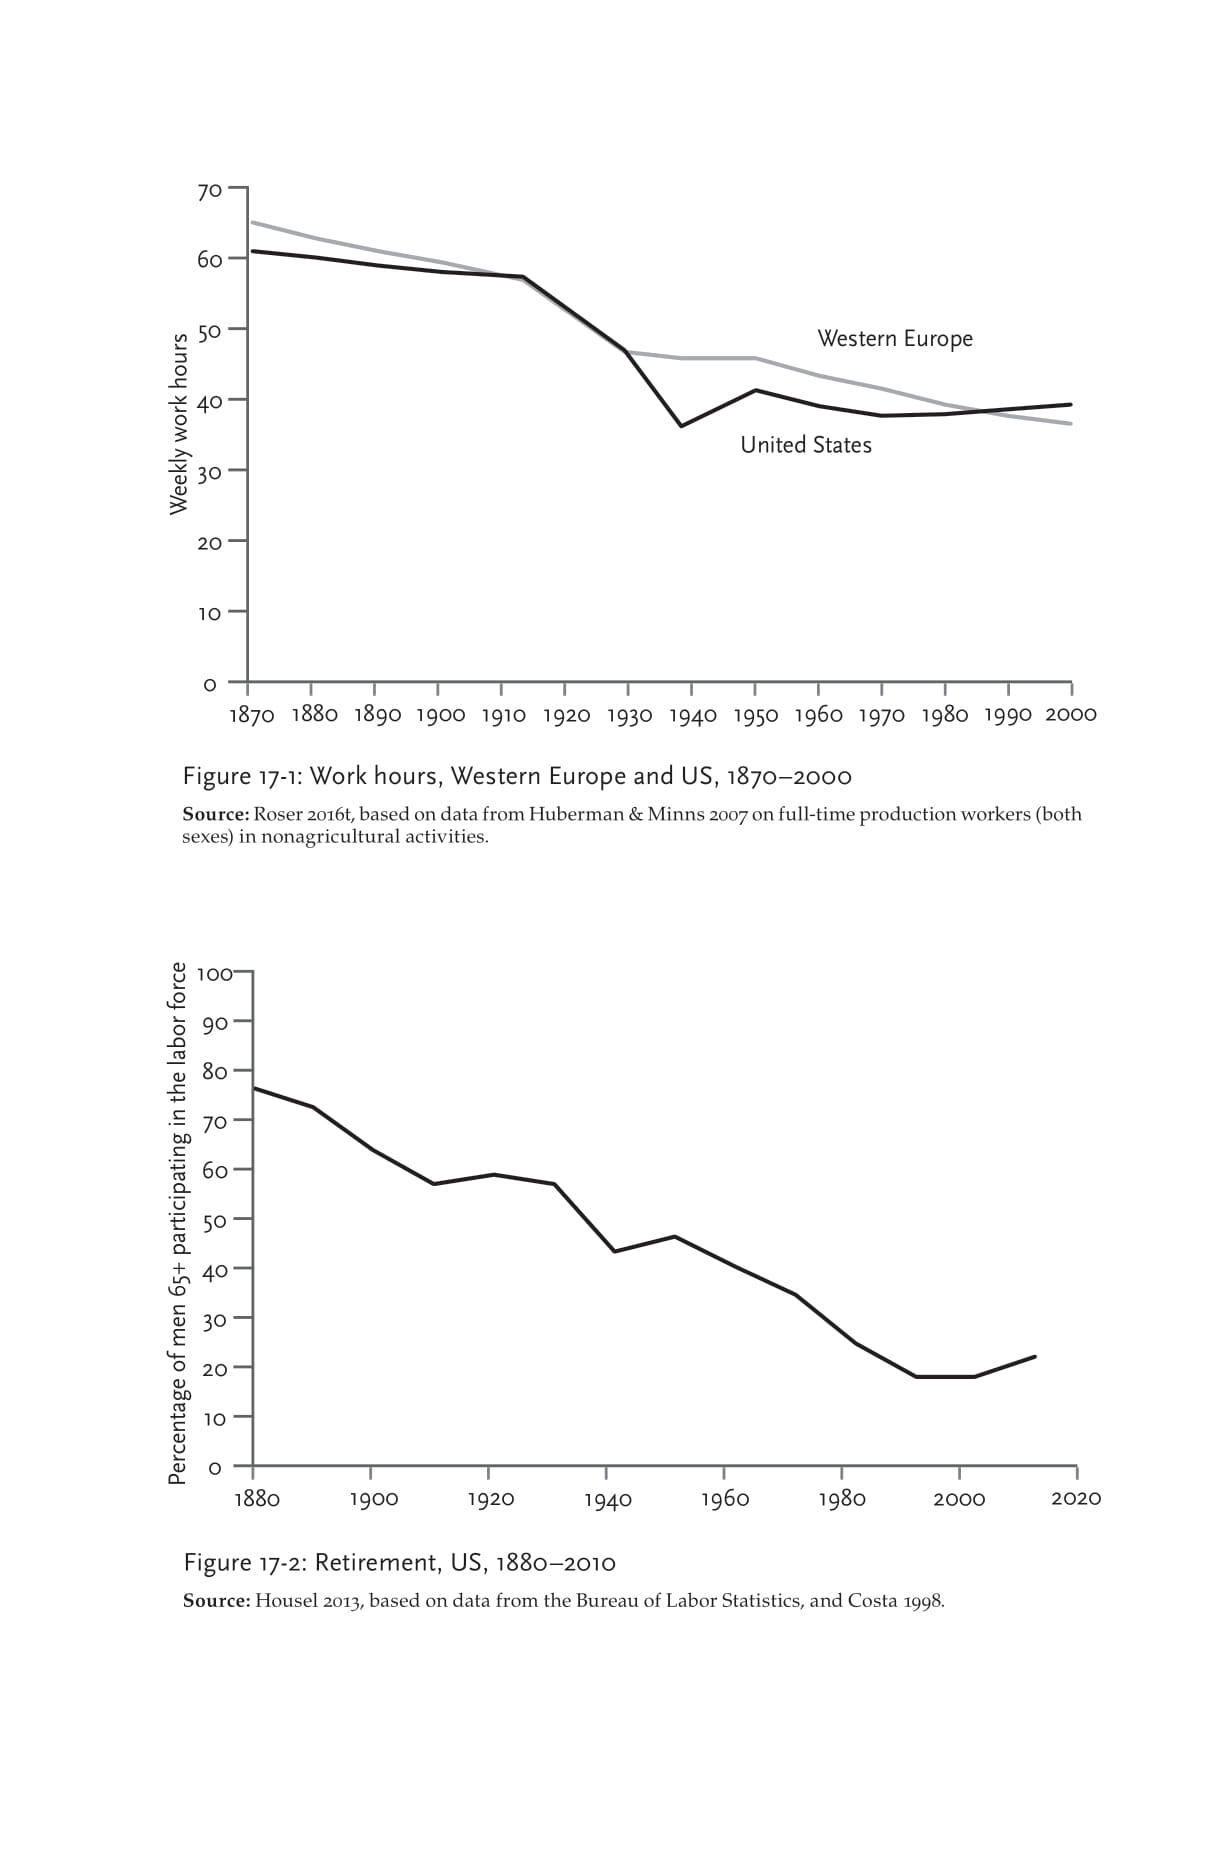 70
60
50
40
30
20
10
0
Weekly work hours
Western Europe
United States
1870 1880 1890 1900 1910 1920 1930 1940 1950 1960 1970 1980 1990 2000
Figure 17-1: Work hours, Western Europe and US, 1870–2000
Source: Roser 2016t, based on data from Huberman & Minns 2007 on full-time production workers (both
sexes) in nonagricultural activities.
100
90
80
70
60
50
40
30
20
10
0
Percentage of men 65+ participating in the labor force
1880 1900 1920 1940 1960 1980 2000 2020
Figure 17-2: Retirement, US, 1880–2010
Source: Housel 2013, based on data from the Bureau of Labor Statistics, and Costa 1998.